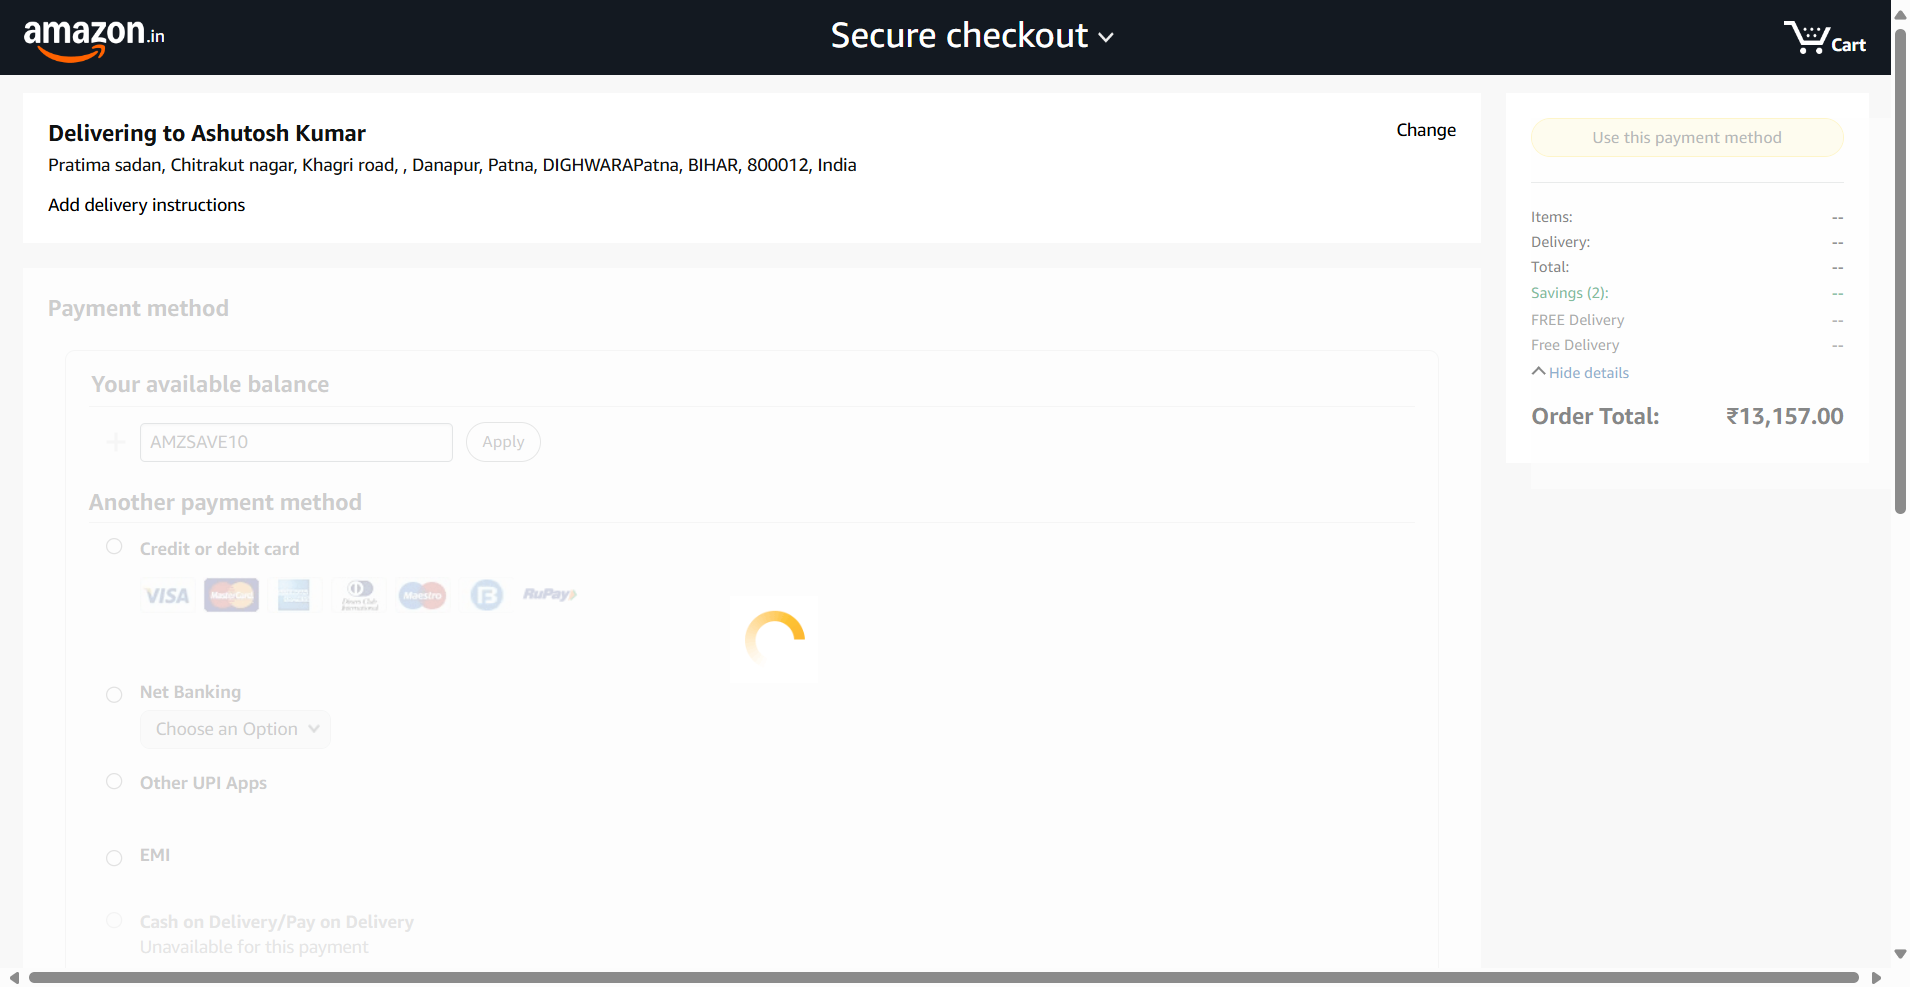 amazon.in
Secure checkout
Cart
Delivering to Ashutosh Kumar
Change
Pratima sadan, Chitrakut nagar, Khagri road, , Danapur, Patna, DIGHWARAPatna, BIHAR, 800012, India
Add delivery instructions
Payment method
Your available balance
AMZSAVE10
Apply
Another payment method
Credit or debit card
VISA MasterCard Diners Club International Maestro B RuPay
Net Banking
Choose an Option
Other UPI Apps
EMI
Cash on Delivery/Pay on Delivery
Unavailable for this payment
Use this payment method
Items: --
Delivery: --
Total: --
Savings (2): --
FREE Delivery --
Free Delivery --
Hide details
Order Total: ₹13,157.00